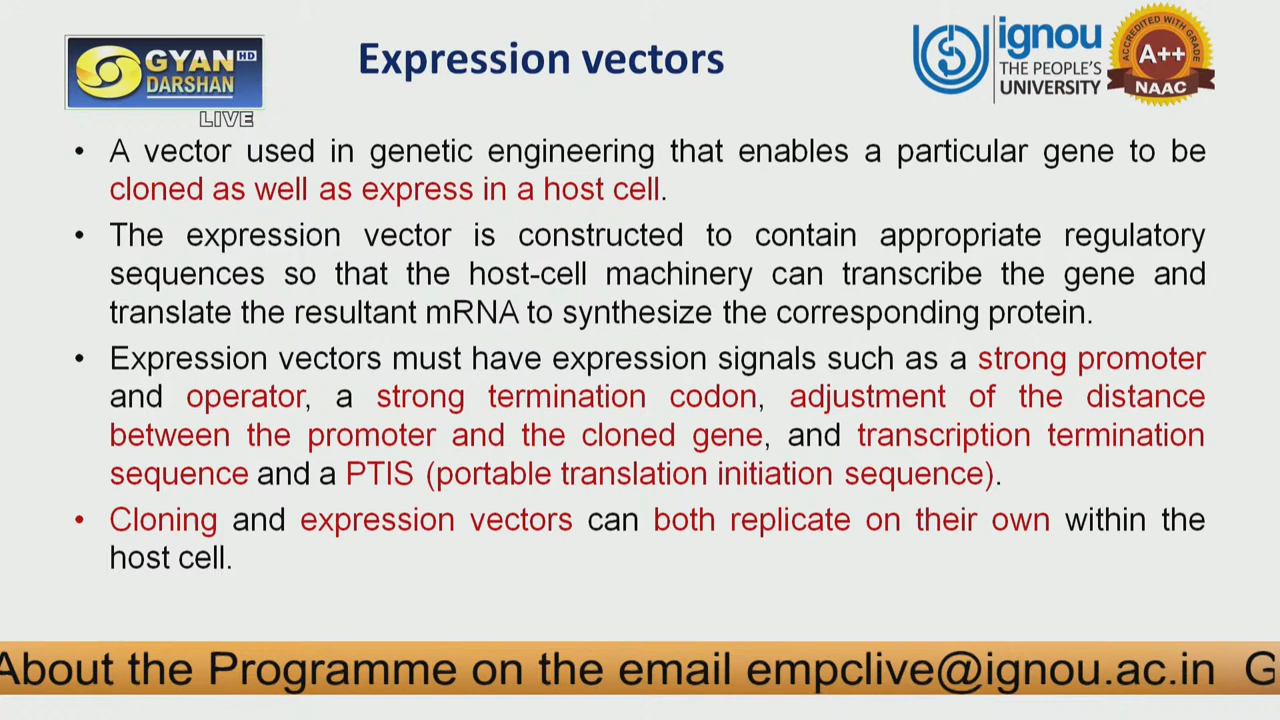 GYAN HD
DARSHAN
LIVE
Expression vectors
ignou
THE PEOPLE'S
UNIVERSITY
ACCREDITED WITH GRADE
A++
NAAC
• A vector used in genetic engineering that enables a particular gene to be
cloned as well as express in a host cell.
• The expression vector is constructed to contain appropriate regulatory
sequences so that the host-cell machinery can transcribe the gene and
translate the resultant mRNA to synthesize the corresponding protein.
• Expression vectors must have expression signals such as a strong promoter
and operator, a strong termination codon, adjustment of the distance
between the promoter and the cloned gene, and transcription termination
sequence and a PTIS (portable translation initiation sequence).
• Cloning and expression vectors can both replicate on their own within the
host cell.
About the Programme on the email empclive@ignou.ac.in G